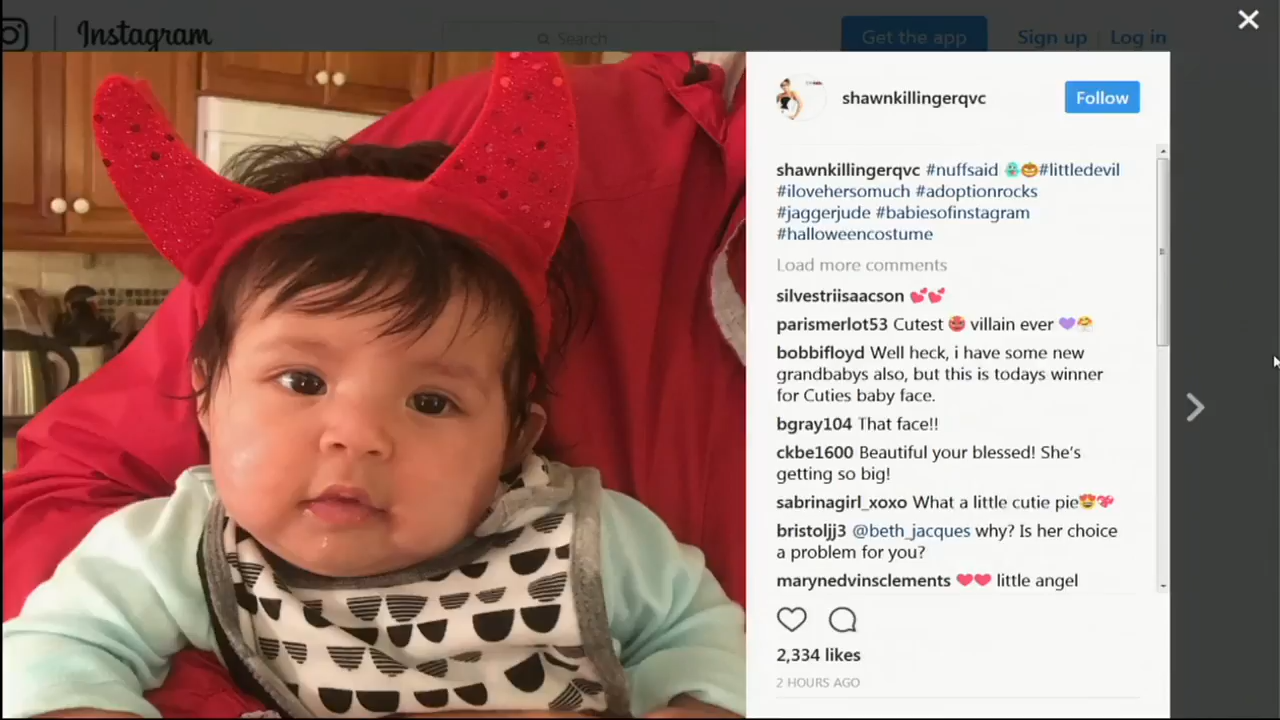 Instagram
Search
Get the app
Sign up
Log in
shawnkillingerqvc
Follow
shawnkillingerqvc #nuffsaid 👻🎃#littledevil
#ilovehersomuch #adoptionrocks
#jaggerjude #babiesofinstagram
#halloweencostume
Load more comments
silvestriisaacson 💕💕
parismerlot53 Cutest 👹 villain ever 💜🤗
bobbifloyd Well heck, i have some new
grandbabys also, but this is todays winner
for Cuties baby face.
bgray104 That face!!
ckbe1600 Beautiful your blessed! She's
getting so big!
sabrinagirl_xoxo What a little cutie pie😍💖
bristoljj3 @beth_jacques why? Is her choice
a problem for you?
marynedvinsclements ❤❤ little angel
2,334 likes
2 HOURS AGO